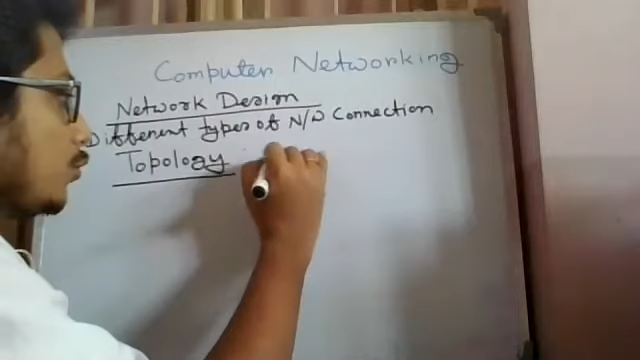 Computer Networking
Network Design
Different types of N/W Connection
Topology